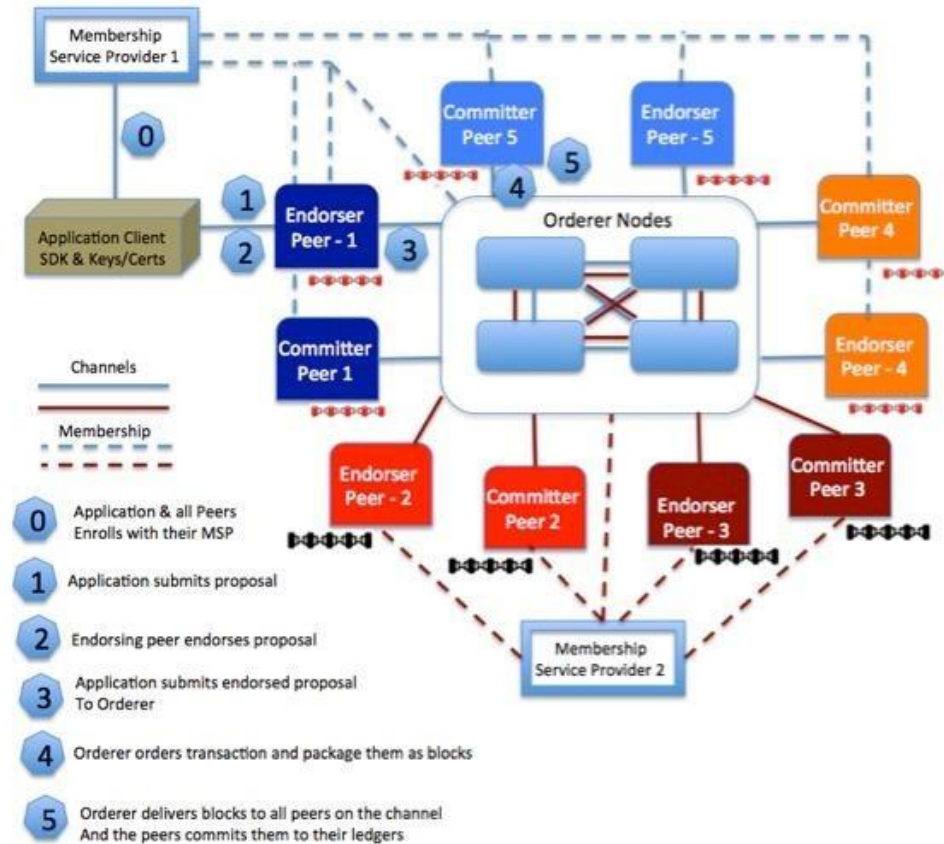 Membership
Service Provider 1
0
Committer
Peer 5
Endorser
Peer - 5
5
4
1
Endorser
Peer - 1
Orderer Nodes
Committer
Peer 4
Application Client
SDK & Keys/Certs
2
3
Committer
Peer 1
Endorser
Peer - 4
Channels
Membership
Endorser
Peer - 2
Committer
Peer 2
Endorser
Peer - 3
Committer
Peer 3
Membership
Service Provider 2
0
Application & all Peers
Enrolls with their MSP
1
Application submits proposal
2
Endorsing peer endorses proposal
3
Application submits endorsed proposal
To Orderer
4
Orderer orders transaction and package them as blocks
5
Orderer delivers blocks to all peers on the channel
And the peers commits them to their ledgers